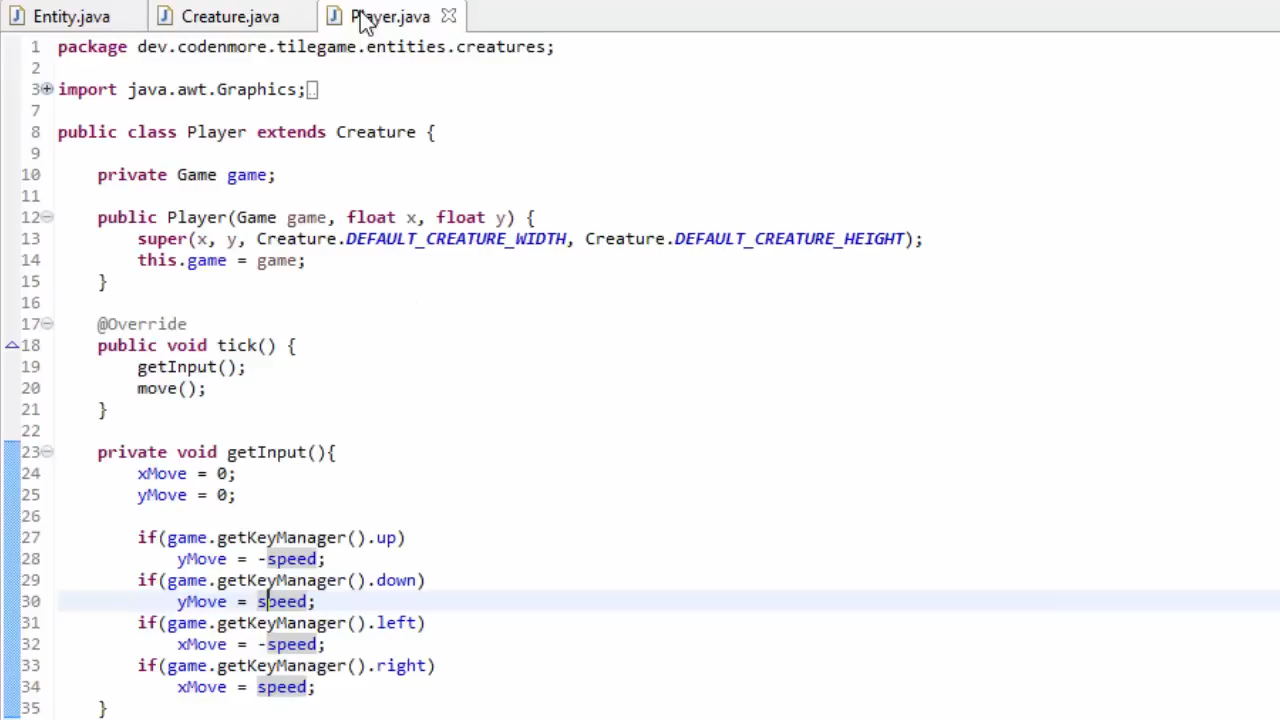 Entity.java Creature.java Player.java
1 package dev.codenmore.tilegame.entities.creatures;
2
3 import java.awt.Graphics;
7
8 public class Player extends Creature {
9
10 private Game game;
11
12 public Player(Game game, float x, float y) {
13 super(x, y, Creature.DEFAULT_CREATURE_WIDTH, Creature.DEFAULT_CREATURE_HEIGHT);
14 this.game = game;
15 }
16
17 @Override
18 public void tick() {
19 getInput();
20 move();
21 }
22
23 private void getInput(){
24 xMove = 0;
25 yMove = 0;
26
27 if(game.getKeyManager().up)
28 yMove = -speed;
29 if(game.getKeyManager().down)
30 yMove = speed;
31 if(game.getKeyManager().left)
32 xMove = -speed;
33 if(game.getKeyManager().right)
34 xMove = speed;
35 }